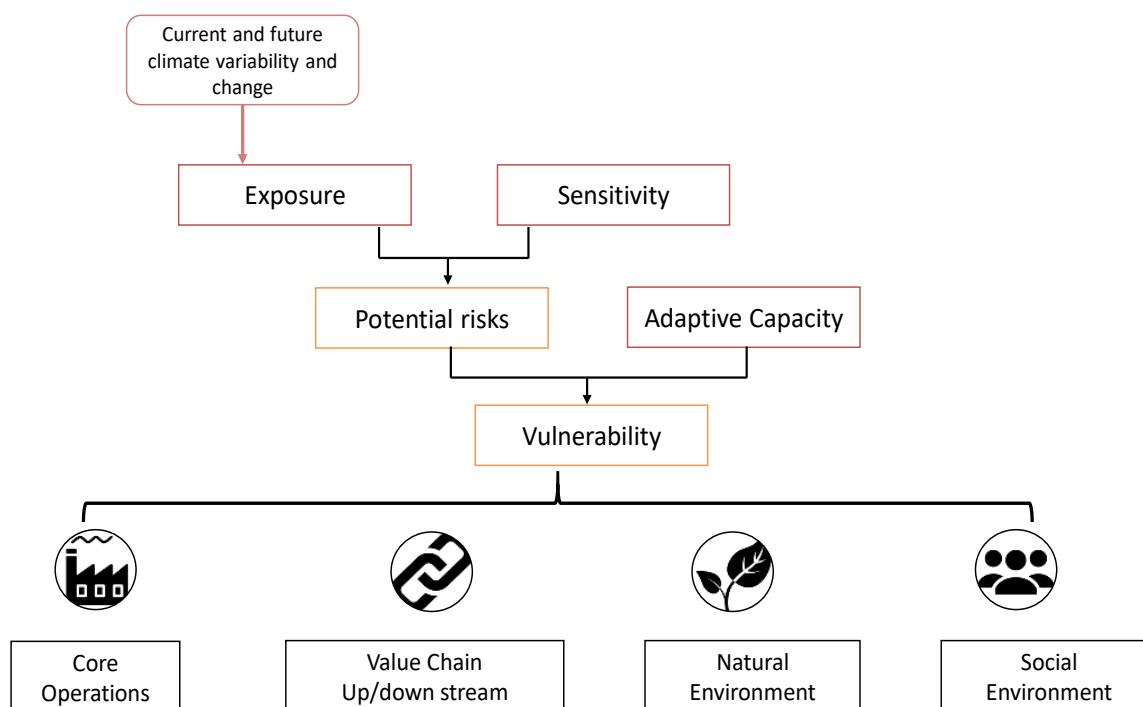 Current and future
climate variability and
change
Exposure
Sensitivity
Potential risks
Adaptive Capacity
Vulnerability
Core
Operations
Value Chain
Up/down stream
Natural
Environment
Social
Environment